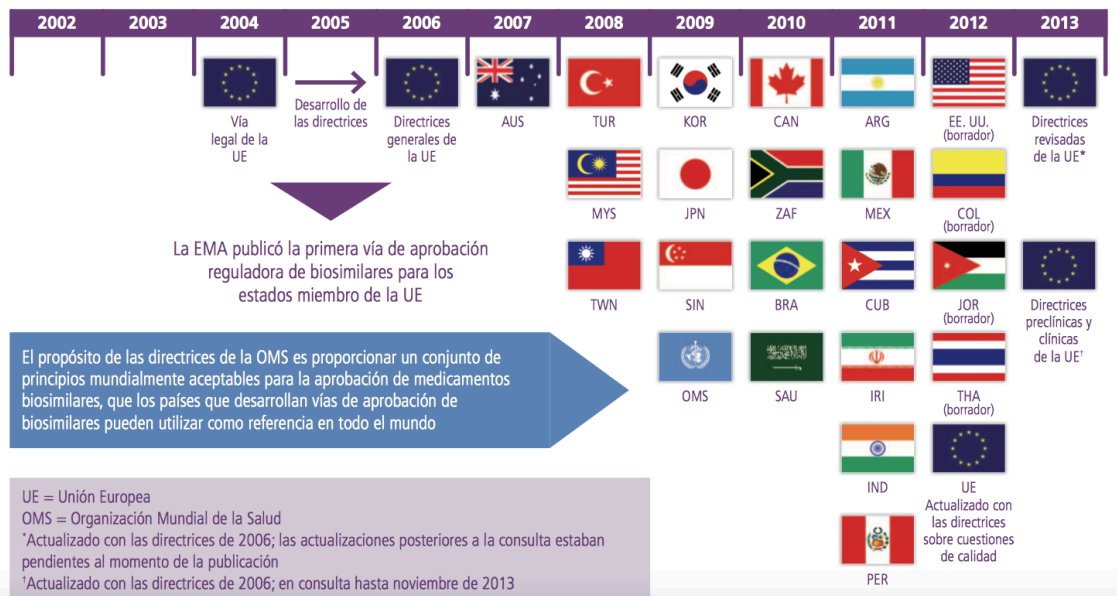 2002 2003 2004 2005 2006 2007 2008 2009 2010 2011 2012 2013
Vía
legal de la
UE
Desarrollo de
las directrices
Directrices
generales de
la UE
AUS
TUR
KOR
CAN
ARG
EE. UU.
(borrador)
Directrices
revisadas
de la UE*
MYS
JPN
ZAF
MEX
COL
(borrador)
La EMA publicó la primera vía de aprobación
reguladora de biosimilares para los
estados miembro de la UE
TWN
SIN
BRA
CUB
JOR
(borrador)
Directrices
preclínicas y
clínicas
de la UE†
El propósito de las directrices de la OMS es proporcionar un conjunto de
principios mundialmente aceptables para la aprobación de medicamentos
biosimilares, que los países que desarrollan vías de aprobación de
biosimilares pueden utilizar como referencia en todo el mundo
OMS
SAU
IRI
THA
(borrador)
IND
UE
Actualizado con
las directrices
sobre cuestiones
de calidad
PER
UE = Unión Europea
OMS = Organización Mundial de la Salud
*Actualizado con las directrices de 2006; las actualizaciones posteriores a la consulta estaban
pendientes al momento de la publicación
†Actualizado con las directrices de 2006; en consulta hasta noviembre de 2013